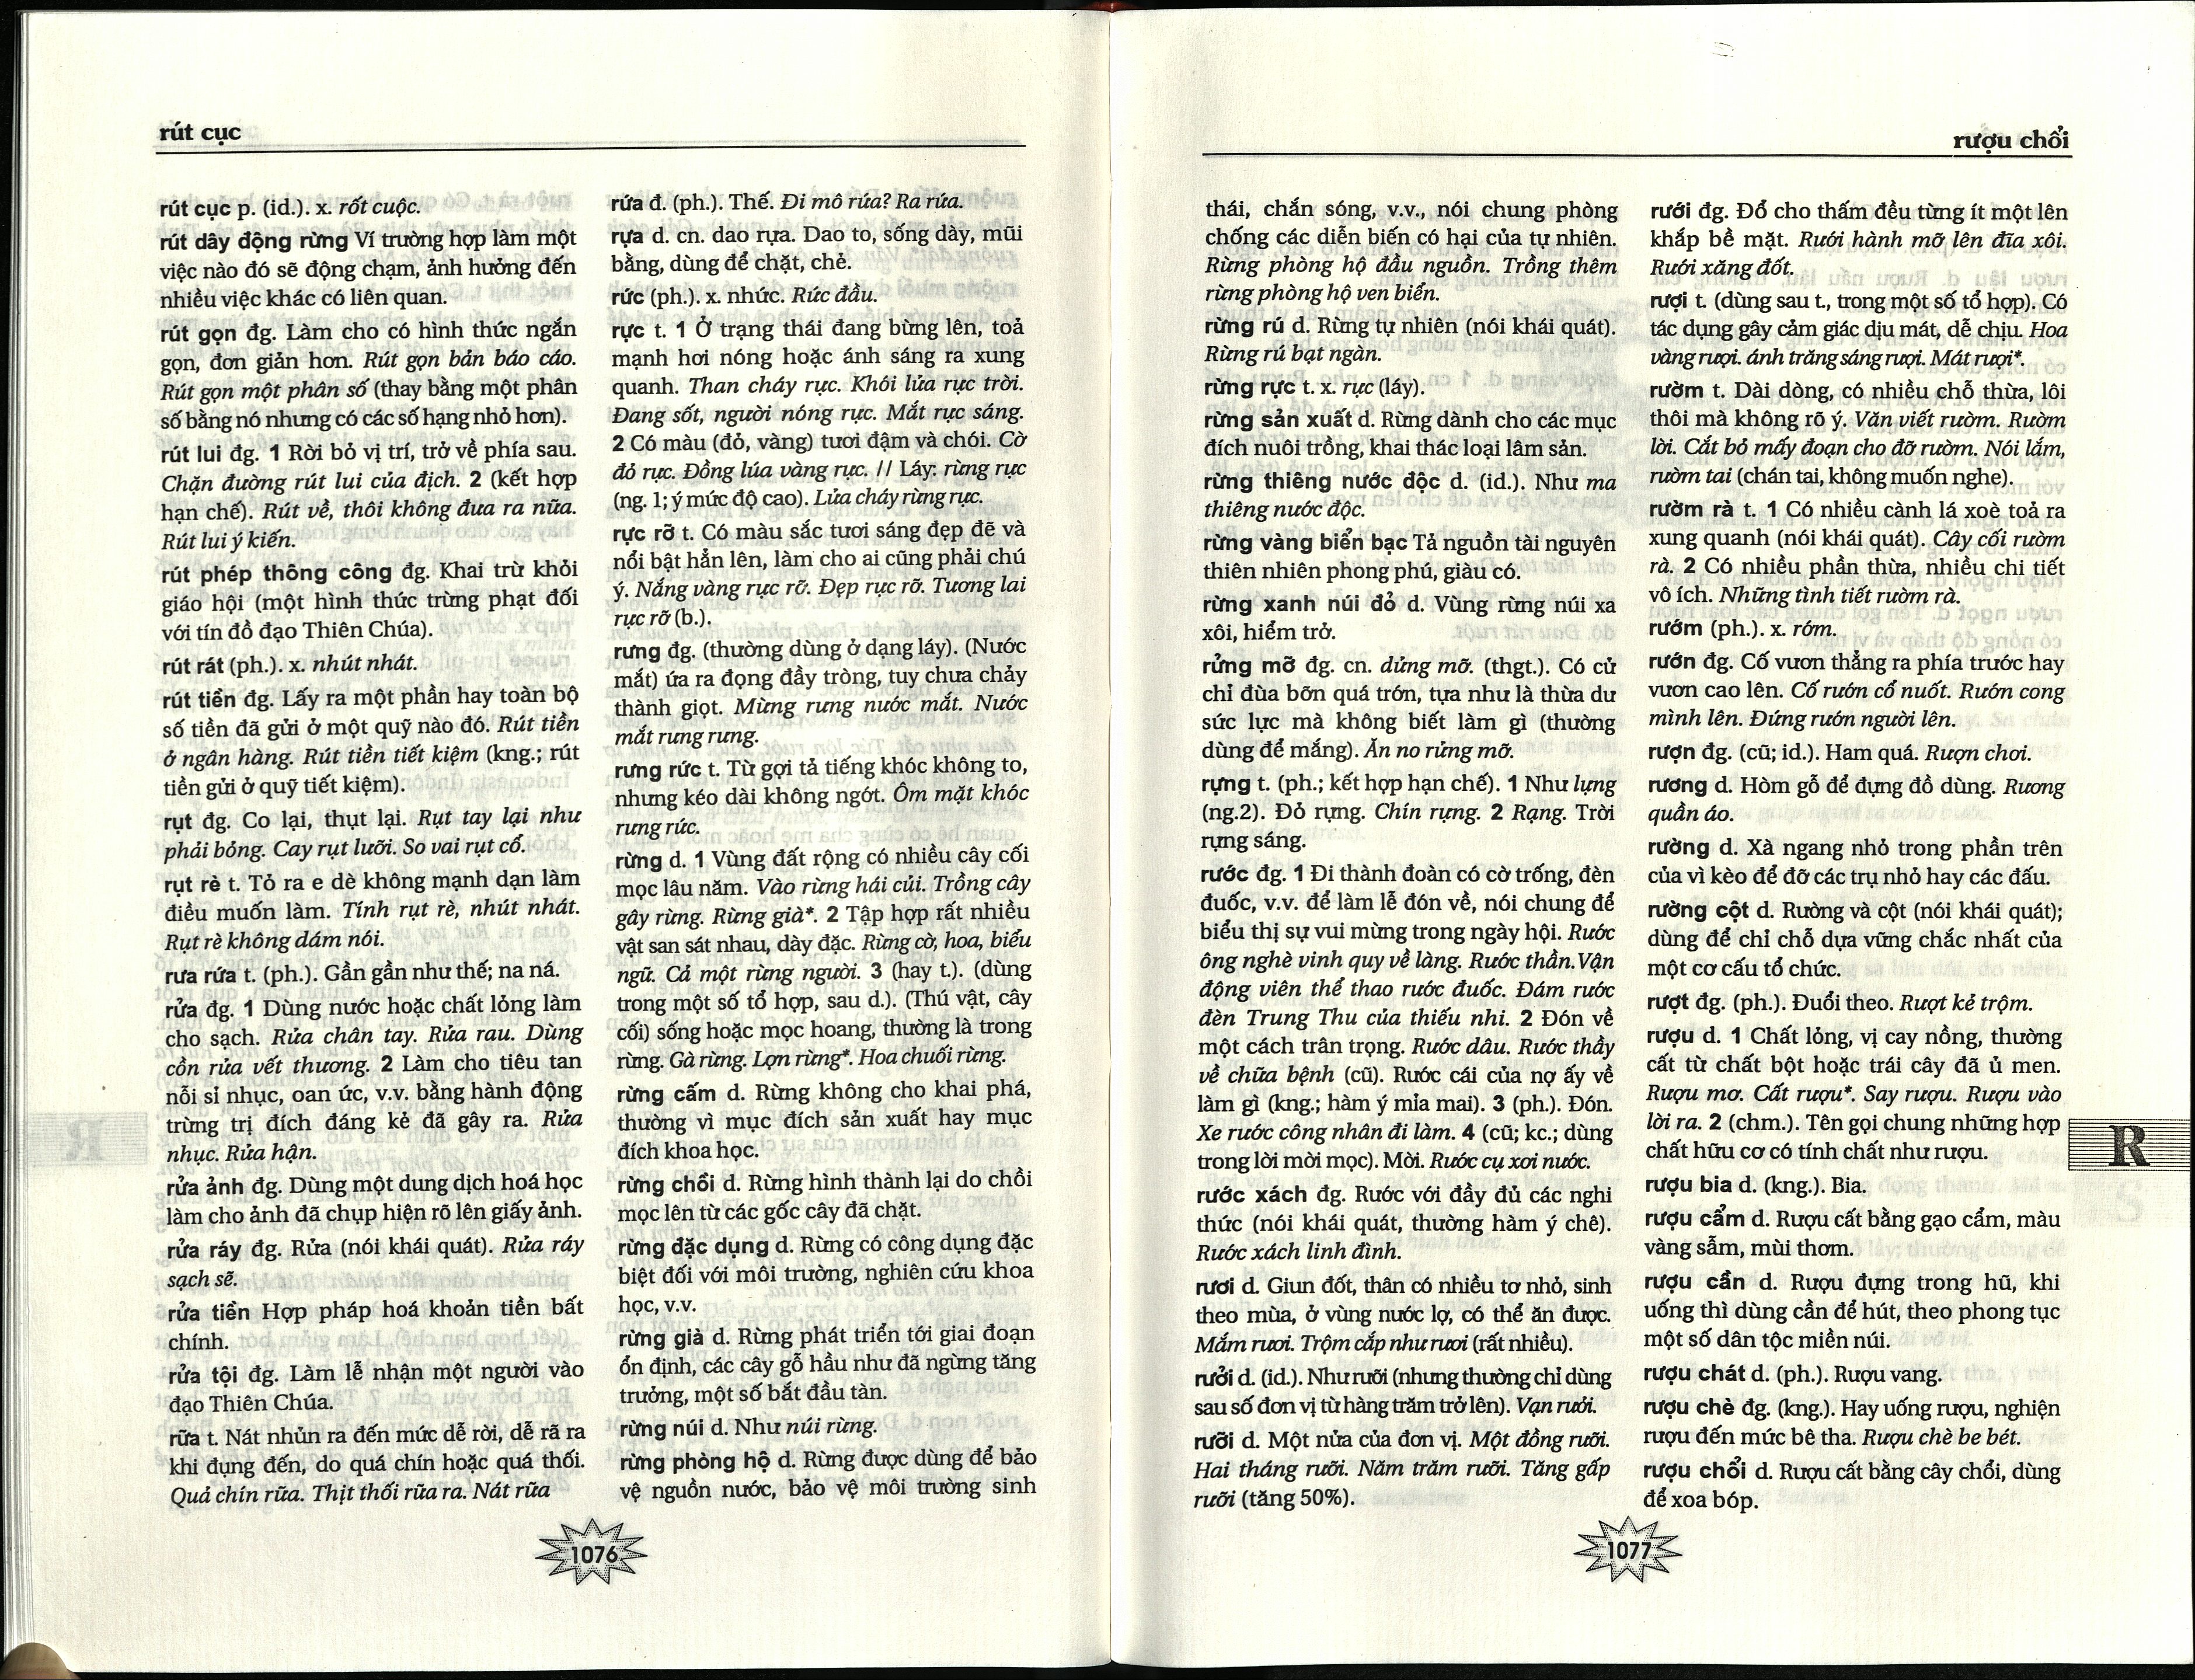 rút cục
rút cục p. (id.). x. rốt cuộc.
rút dây động rừng Ví trường hợp làm một
việc nào đó sẽ động chạm, ảnh hưởng đến
nhiều việc khác có liên quan.
rút gọn đg. Làm cho có hình thức ngắn
gọn, đơn giản hơn. Rút gọn bản báo cáo.
Rút gọn một phân số (thay bằng một phân
số bằng nó nhưng có các số hạng nhỏ hơn).
rút lui đg. 1 Rời bỏ vị trí, trở về phía sau.
Chặn đường rút lui của địch. 2 (kết hợp
hạn chế). Rút về, thôi không đưa ra nữa.
Rút lui ý kiến.
rút phép thông công đg. Khai trừ khỏi
giáo hội (một hình thức trừng phạt đối
với tín đồ đạo Thiên Chúa).
rút rát (ph.). x. nhút nhát.
rút tiền đg. Lấy ra một phần hay toàn bộ
số tiền đã gửi ở một quỹ nào đó. Rút tiền
ở ngân hàng. Rút tiền tiết kiệm (kng.; rút
tiền gửi ở quỹ tiết kiệm).
rụt đg. Co lại, thụt lại. Rụt tay lại như
phải bỏng. Cay rụt lưỡi. So vai rụt cổ.
rụt rè t. Tỏ ra e dè không mạnh dạn làm
điều muốn làm. Tính rụt rè, nhút nhát.
Rụt rè không dám nói.
rưa rứa t. (ph.). Gần gần như thế; na ná.
rửa đg. 1 Dùng nước hoặc chất lỏng làm
cho sạch. Rửa chân tay. Rửa rau. Dùng
cồn rửa vết thương. 2 Làm cho tiêu tan
nỗi sỉ nhục, oan ức, v.v. bằng hành động
trừng trị đích đáng kẻ đã gây ra. Rửa
nhục. Rửa hận.
rửa ảnh đg. Dùng một dung dịch hoá học
làm cho ảnh đã chụp hiện rõ lên giấy ảnh.
rửa ráy đg. Rửa (nói khái quát). Rửa ráy
sạch sẽ.
rửa tiền Hợp pháp hoá khoản tiền bất
chính.
rửa tội đg. Làm lễ nhận một người vào
đạo Thiên Chúa.
rữa t. Nát nhủn ra đến mức dễ rời, dễ rã ra
khi đụng đến, do quá chín hoặc quá thối.
Quả chín rữa. Thịt thối rữa ra. Nát rữa
rứa đ. (ph.). Thế. Đi mô rứa? Ra rứa.
rựa d. cn. dao rựa. Dao to, sống dày, mũi
bằng, dùng để chặt, chẻ.
rức (ph.). x. nhức. Rức đầu.
rực t. 1 Ở trạng thái đang bừng lên, toả
mạnh hơi nóng hoặc ánh sáng ra xung
quanh. Than cháy rực. Khói lửa rực trời.
Đang sốt, người nóng rực. Mắt rực sáng.
2 Có màu (đỏ, vàng) tươi đậm và chói. Cờ
đỏ rực. Đồng lúa vàng rực. // Láy: rừng rực
(ng. 1; ý mức độ cao). Lửa cháy rừng rực.
rực rỡ t. Có màu sắc tươi sáng đẹp đẽ và
nổi bật hẳn lên, làm cho ai cũng phải chú
ý. Nắng vàng rực rỡ. Đẹp rực rỡ. Tương lai
rực rỡ (b.).
rưng đg. (thường dùng ở dạng láy). (Nước
mắt) ứa ra đọng đầy tròng, tuy chưa chảy
thành giọt. Mừng rưng nước mắt. Nước
mắt rưng rưng.
rưng rức t. Từ gợi tả tiếng khóc không to,
nhưng kéo dài không ngớt. Ôm mặt khóc
rưng rức.
rừng d. 1 Vùng đất rộng có nhiều cây cối
mọc lâu năm. Vào rừng hái củi. Trồng cây
gây rừng. Rừng già*. 2 Tập hợp rất nhiều
vật san sát nhau, dày đặc. Rừng cờ, hoa, biểu
ngữ. Cả một rừng người. 3 (hay t.). (dùng
trong một số tổ hợp, sau d.). (Thú vật, cây
cối) sống hoặc mọc hoang, thường là trong
rừng. Gà rừng. Lợn rừng*. Hoa chuối rừng.
rừng cấm d. Rừng không cho khai phá,
thường vì mục đích sản xuất hay mục
đích khoa học.
rừng chồi d. Rừng hình thành lại do chồi
mọc lên từ các gốc cây đã chặt.
rừng đặc dụng d. Rừng có công dụng đặc
biệt đối với môi trường, nghiên cứu khoa
học, v.v.
rừng già d. Rừng phát triển tới giai đoạn
ổn định, các cây gỗ hầu như đã ngừng tăng
trưởng, một số bắt đầu tàn.
rừng núi d. Như núi rừng.
rừng phòng hộ d. Rừng được dùng để bảo
vệ nguồn nước, bảo vệ môi trường sinh
1076
rượu chổi
thái, chắn sóng, v.v., nói chung phòng
chống các diễn biến có hại của tự nhiên.
Rừng phòng hộ đầu nguồn. Trồng thêm
rừng phòng hộ ven biển.
rừng rú d. Rừng tự nhiên (nói khái quát).
Rừng rú bạt ngàn.
rừng rực t. x. rực (láy).
rừng sản xuất d. Rừng dành cho các mục
đích nuôi trồng, khai thác loại lâm sản.
rừng thiêng nước độc d. (id.). Như ma
thiêng nước độc.
rừng vàng biển bạc Tả nguồn tài nguyên
thiên nhiên phong phú, giàu có.
rừng xanh núi đỏ d. Vùng rừng núi xa
xôi, hiểm trở.
rửng mỡ đg. cn. dửng mỡ. (thgt.). Có cử
chỉ đùa bỡn quá trớn, tựa như là thừa dư
sức lực mà không biết làm gì (thường
dùng để mắng). Ăn no rửng mỡ.
rựng t. (ph.; kết hợp hạn chế). 1 Như lựng
(ng.2). Đỏ rựng. Chín rựng. 2 Rạng. Trời
rựng sáng.
rước đg. 1 Đi thành đoàn có cờ trống, đèn
đuốc, v.v. để làm lễ đón về, nói chung để
biểu thị sự vui mừng trong ngày hội. Rước
ông nghè vinh quy về làng. Rước thần. Vận
động viên thể thao rước đuốc. Đám rước
đèn Trung Thu của thiếu nhi. 2 Đón về
một cách trân trọng. Rước dâu. Rước thầy
về chữa bệnh (cũ). Rước cái của nợ ấy về
làm gì (kng.; hàm ý mỉa mai). 3 (ph.). Đón.
Xe rước công nhân đi làm. 4 (cũ; kc.; dùng
trong lời mời mọc). Mời. Rước cụ xơi nước.
rước xách đg. Rước với đầy đủ các nghi
thức (nói khái quát, thường hàm ý chê).
Rước xách linh đình.
rươi d. Giun đốt, thân có nhiều tơ nhỏ, sinh
theo mùa, ở vùng nước lợ, có thể ăn được.
Mắm rươi. Trộm cắp như rươi (rất nhiều).
rưởi d. (id.). Như rưỡi (nhưng thường chỉ dùng
sau số đơn vị từ hàng trăm trở lên). Vạn rưởi.
rưỡi d. Một nửa của đơn vị. Một đồng rưỡi.
Hai tháng rưỡi. Năm trăm rưỡi. Tăng gấp
rưỡi (tăng 50%).
rưới đg. Đổ cho thấm đều từng ít một lên
khắp bề mặt. Rưới hành mỡ lên đĩa xôi.
Rưới xăng đốt.
rượi t. (dùng sau t., trong một số tổ hợp). Có
tác dụng gây cảm giác dịu mát, dễ chịu. Hoa
vàng rượi. ánh trăng sáng rượi. Mát rượi*.
rườm t. Dài dòng, có nhiều chỗ thừa, lôi
thôi mà không rõ ý. Văn viết rườm. Rườm
lời. Cắt bỏ mấy đoạn cho đỡ rườm. Nói lắm,
rườm tai (chán tai, không muốn nghe).
rườm rà t. 1 Có nhiều cành lá xoè toả ra
xung quanh (nói khái quát). Cây cối rườm
rà. 2 Có nhiều phần thừa, nhiều chi tiết
vô ích. Những tình tiết rườm rà.
rướm (ph.). x. rớm.
rướn đg. Cố vươn thẳng ra phía trước hay
vươn cao lên. Cố rướn cổ nuốt. Rướn cong
mình lên. Đứng rướn người lên.
rượn đg. (cũ; id.). Ham quá. Rượn chơi.
rương d. Hòm gỗ để đựng đồ dùng. Rương
quần áo.
rường d. Xà ngang nhỏ trong phần trên
của vì kèo để đỡ các trụ nhỏ hay các đấu.
rường cột d. Rường và cột (nói khái quát);
dùng để chỉ chỗ dựa vững chắc nhất của
một cơ cấu tổ chức.
rượt đg. (ph.). Đuổi theo. Rượt kẻ trộm.
rượu d. 1 Chất lỏng, vị cay nồng, thường
cất từ chất bột hoặc trái cây đã ủ men.
Rượu mơ. Cất rượu*. Say rượu. Rượu vào
lời ra. 2 (chm.). Tên gọi chung những hợp
chất hữu cơ có tính chất như rượu.
rượu bia d. (kng.). Bia.
rượu cẩm d. Rượu cất bằng gạo cẩm, màu
vàng sẫm, mùi thơm.
rượu cần d. Rượu đựng trong hũ, khi
uống thì dùng cần để hút, theo phong tục
một số dân tộc miền núi.
rượu chát d. (ph.). Rượu vang.
rượu chè đg. (kng.). Hay uống rượu, nghiện
rượu đến mức bê tha. Rượu chè be bét.
rượu chổi d. Rượu cất bằng cây chổi, dùng
để xoa bóp.
R
1077